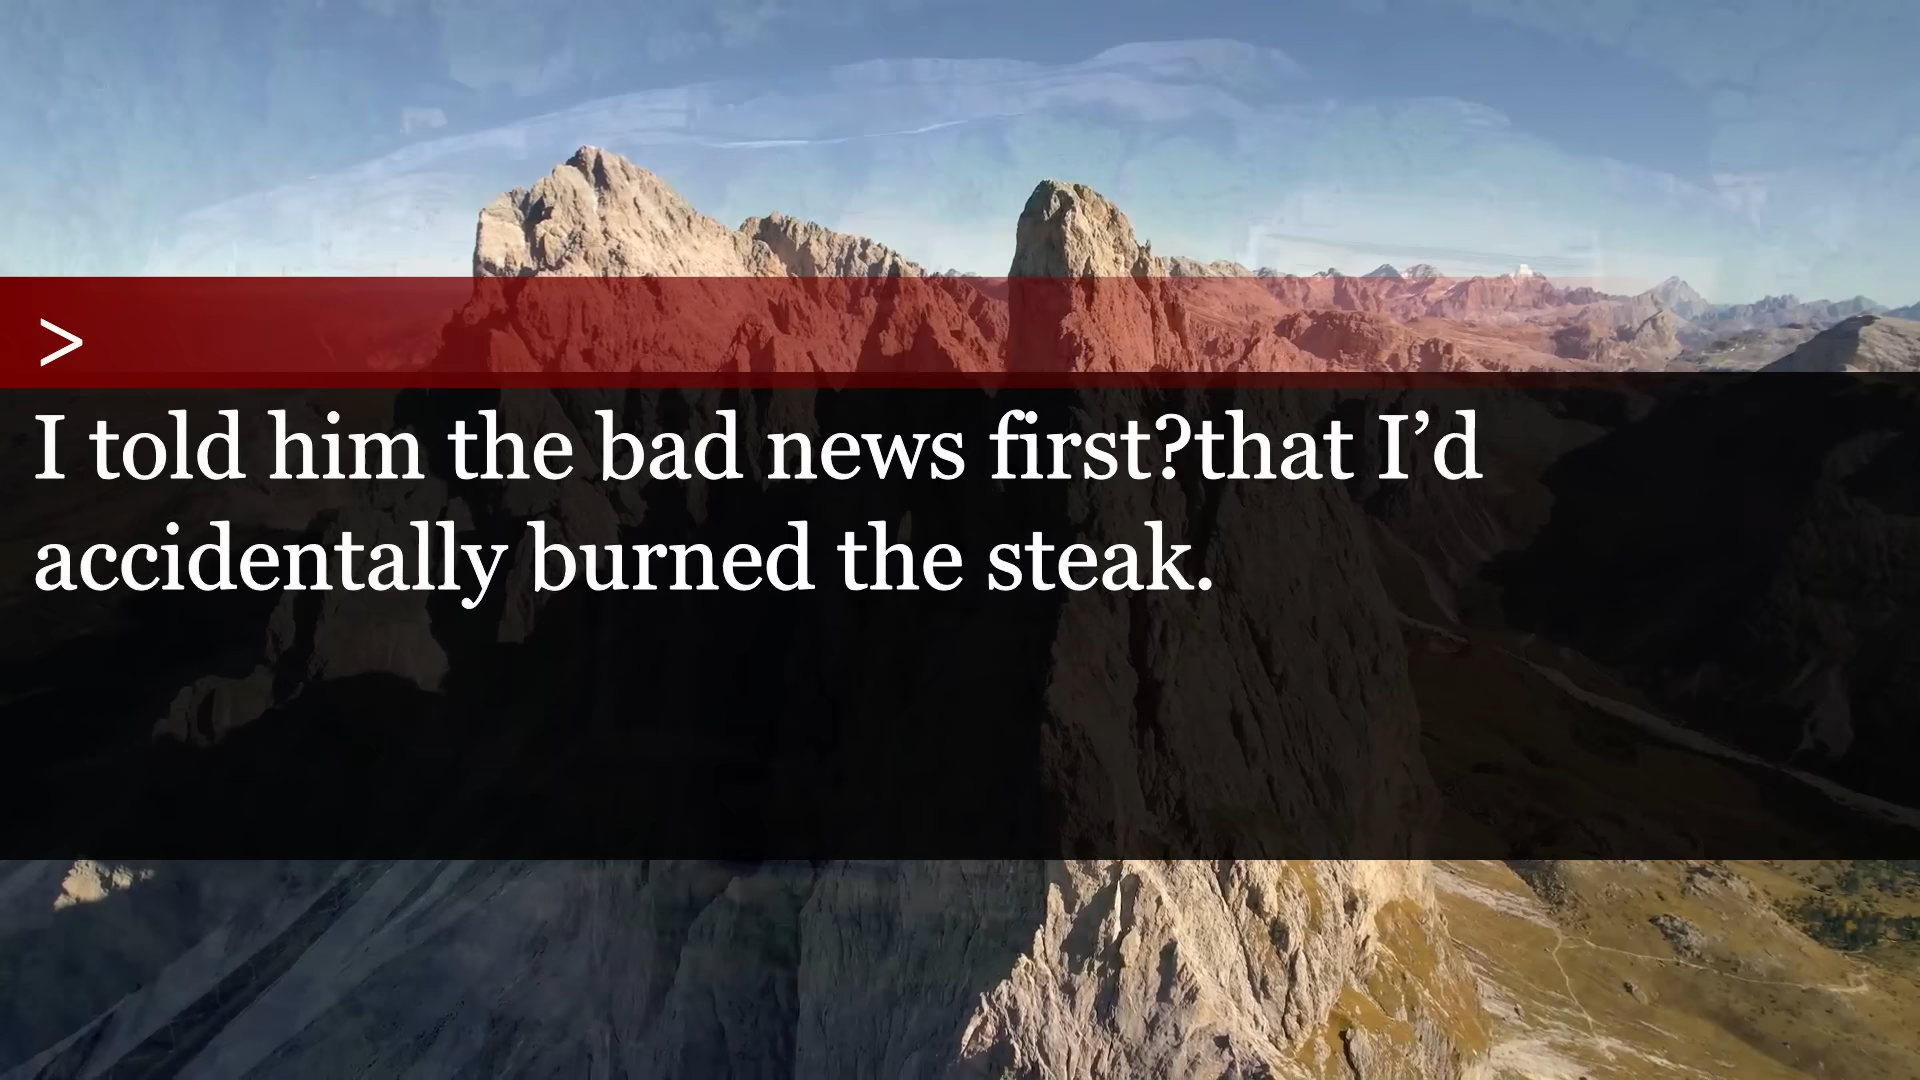 >
I told him the bad news first?that I’d
accidentally burned the steak.